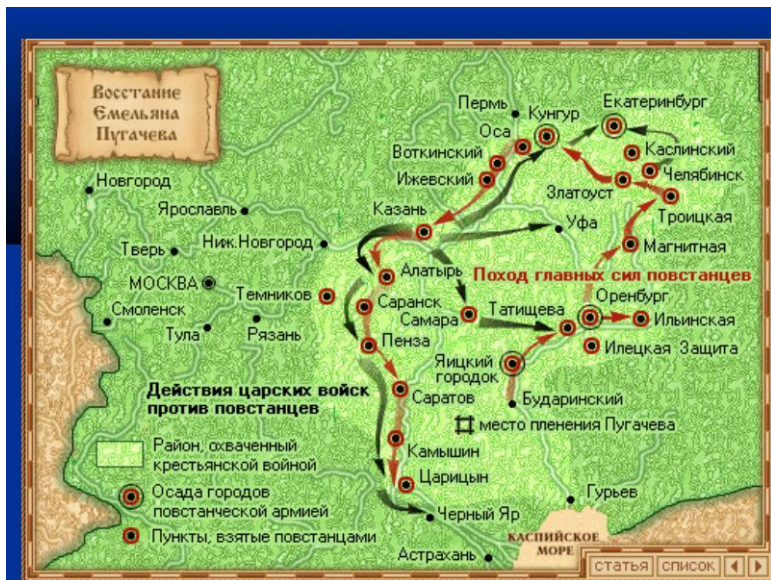 Восстание
Емельяна
Пугачева
Пермь
Кунгур
Екатеринбург
Оса
Воткинский
Каслинский
Ижевский
Челябинск
Новгород
Златоуст
Ярославль
Казань
Троицкая
Уфа
Тверь
Ниж.Новгород
Магнитная
МОСКВА
Алатырь
Поход главных сил повстанцев
Темников
Саранск
Оренбург
Смоленск
Самара
Татищева
Ильинская
Тула
Рязань
Пенза
Илецкая Защита
Яицкий
городок
Действия царских войск
против повстанцев
Саратов
Бударинский
место пленения Пугачева
Район, охваченный
крестьянской войной
Камышин
Царицын
Осада городов
повстанческой армией
Гурьев
Черный Яр
Пункты, взятые повстанцами
КАСПИЙСКОЕ
МОРЕ
Астрахань
статья список